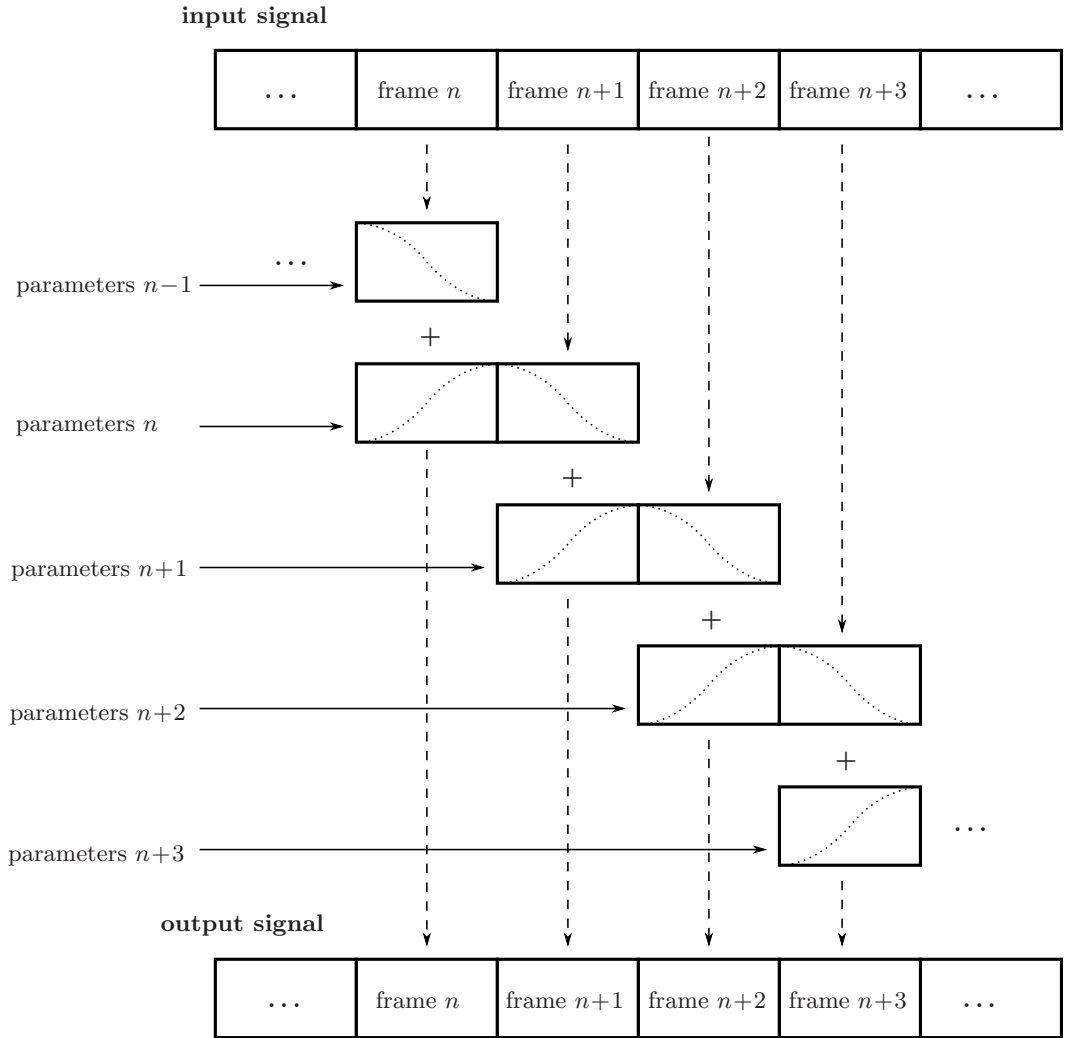 input signal
... frame n frame n+1 frame n+2 frame n+3 ...
...
parameters n−1
+
parameters n
+
parameters n+1
+
parameters n+2
+
...
parameters n+3
output signal
... frame n frame n+1 frame n+2 frame n+3 ...